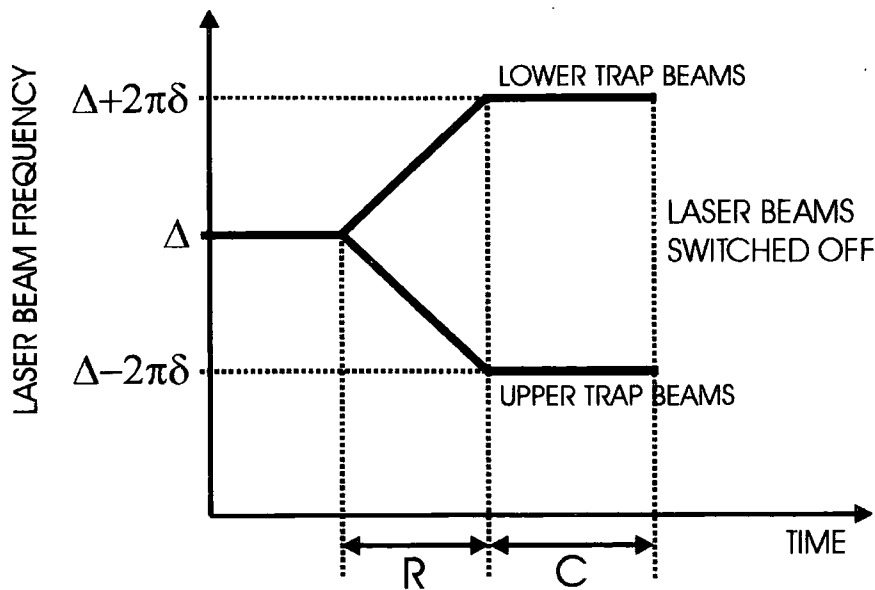 LASER BEAM FREQUENCY
Δ+2πδ
Δ
Δ−2πδ
LOWER TRAP BEAMS
LASER BEAMS
SWITCHED OFF
UPPER TRAP BEAMS
TIME
R
C